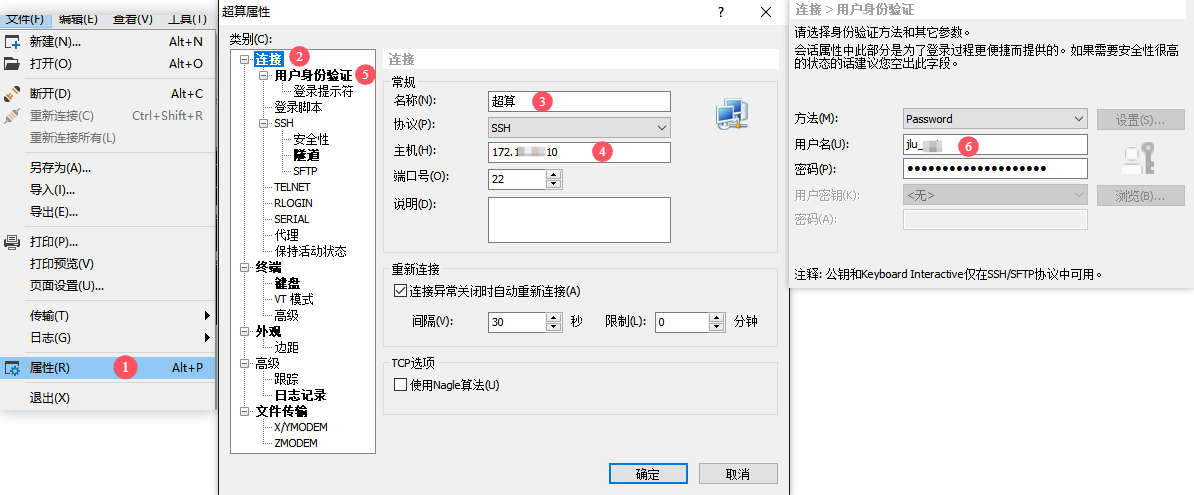 文件(F) 编辑(E) 查看(V) 工具(T)
新建(N)... Alt+N
打开(O) Alt+O
断开(D) Alt+C
重新连接(C) Ctrl+Shift+R
重新连接所有(L)
另存为(A)...
导入(I)...
导出(E)...
打印(P)...
打印预览(V)
页面设置(U)...
传输(T)
日志(G)
属性(R) 1 Alt+P
退出(X)
超算属性 ?
类别(C):
连接 2
用户身份验证 5
登录提示符
登录脚本
SSH
安全性
隧道
SFTP
TELNET
RLOGIN
SERIAL
代理
保持活动状态
终端
键盘
VT 模式
高级
外观
边距
高级
跟踪
日志记录
文件传输
X/YMODEM
ZMODEM
连接
常规
名称(N): 超算 3
协议(P): SSH
主机(H): 172.1 10 4
端口号(O): 22
说明(D):
重新连接
连接异常关闭时自动重新连接(A)
间隔(V): 30 秒 限制(L): 0 分钟
TCP选项
使用Nagle算法(U)
确定 取消
连接 > 用户身份验证
请选择身份验证方法和其它参数。
会话属性中此部分是为了登录过程更便捷而提供的。如果需要安全性很高
的状态的话建议您空出此字段。
方法(M): Password 设置(S)...
用户名(U): jlu_ 6
密码(P): ●●●●●●●●●●●●●●●●●●●●
用户密钥(K): <无> 浏览(B)...
密码(A):
注释: 公钥和Keyboard Interactive仅在SSH/SFTP协议中可用。